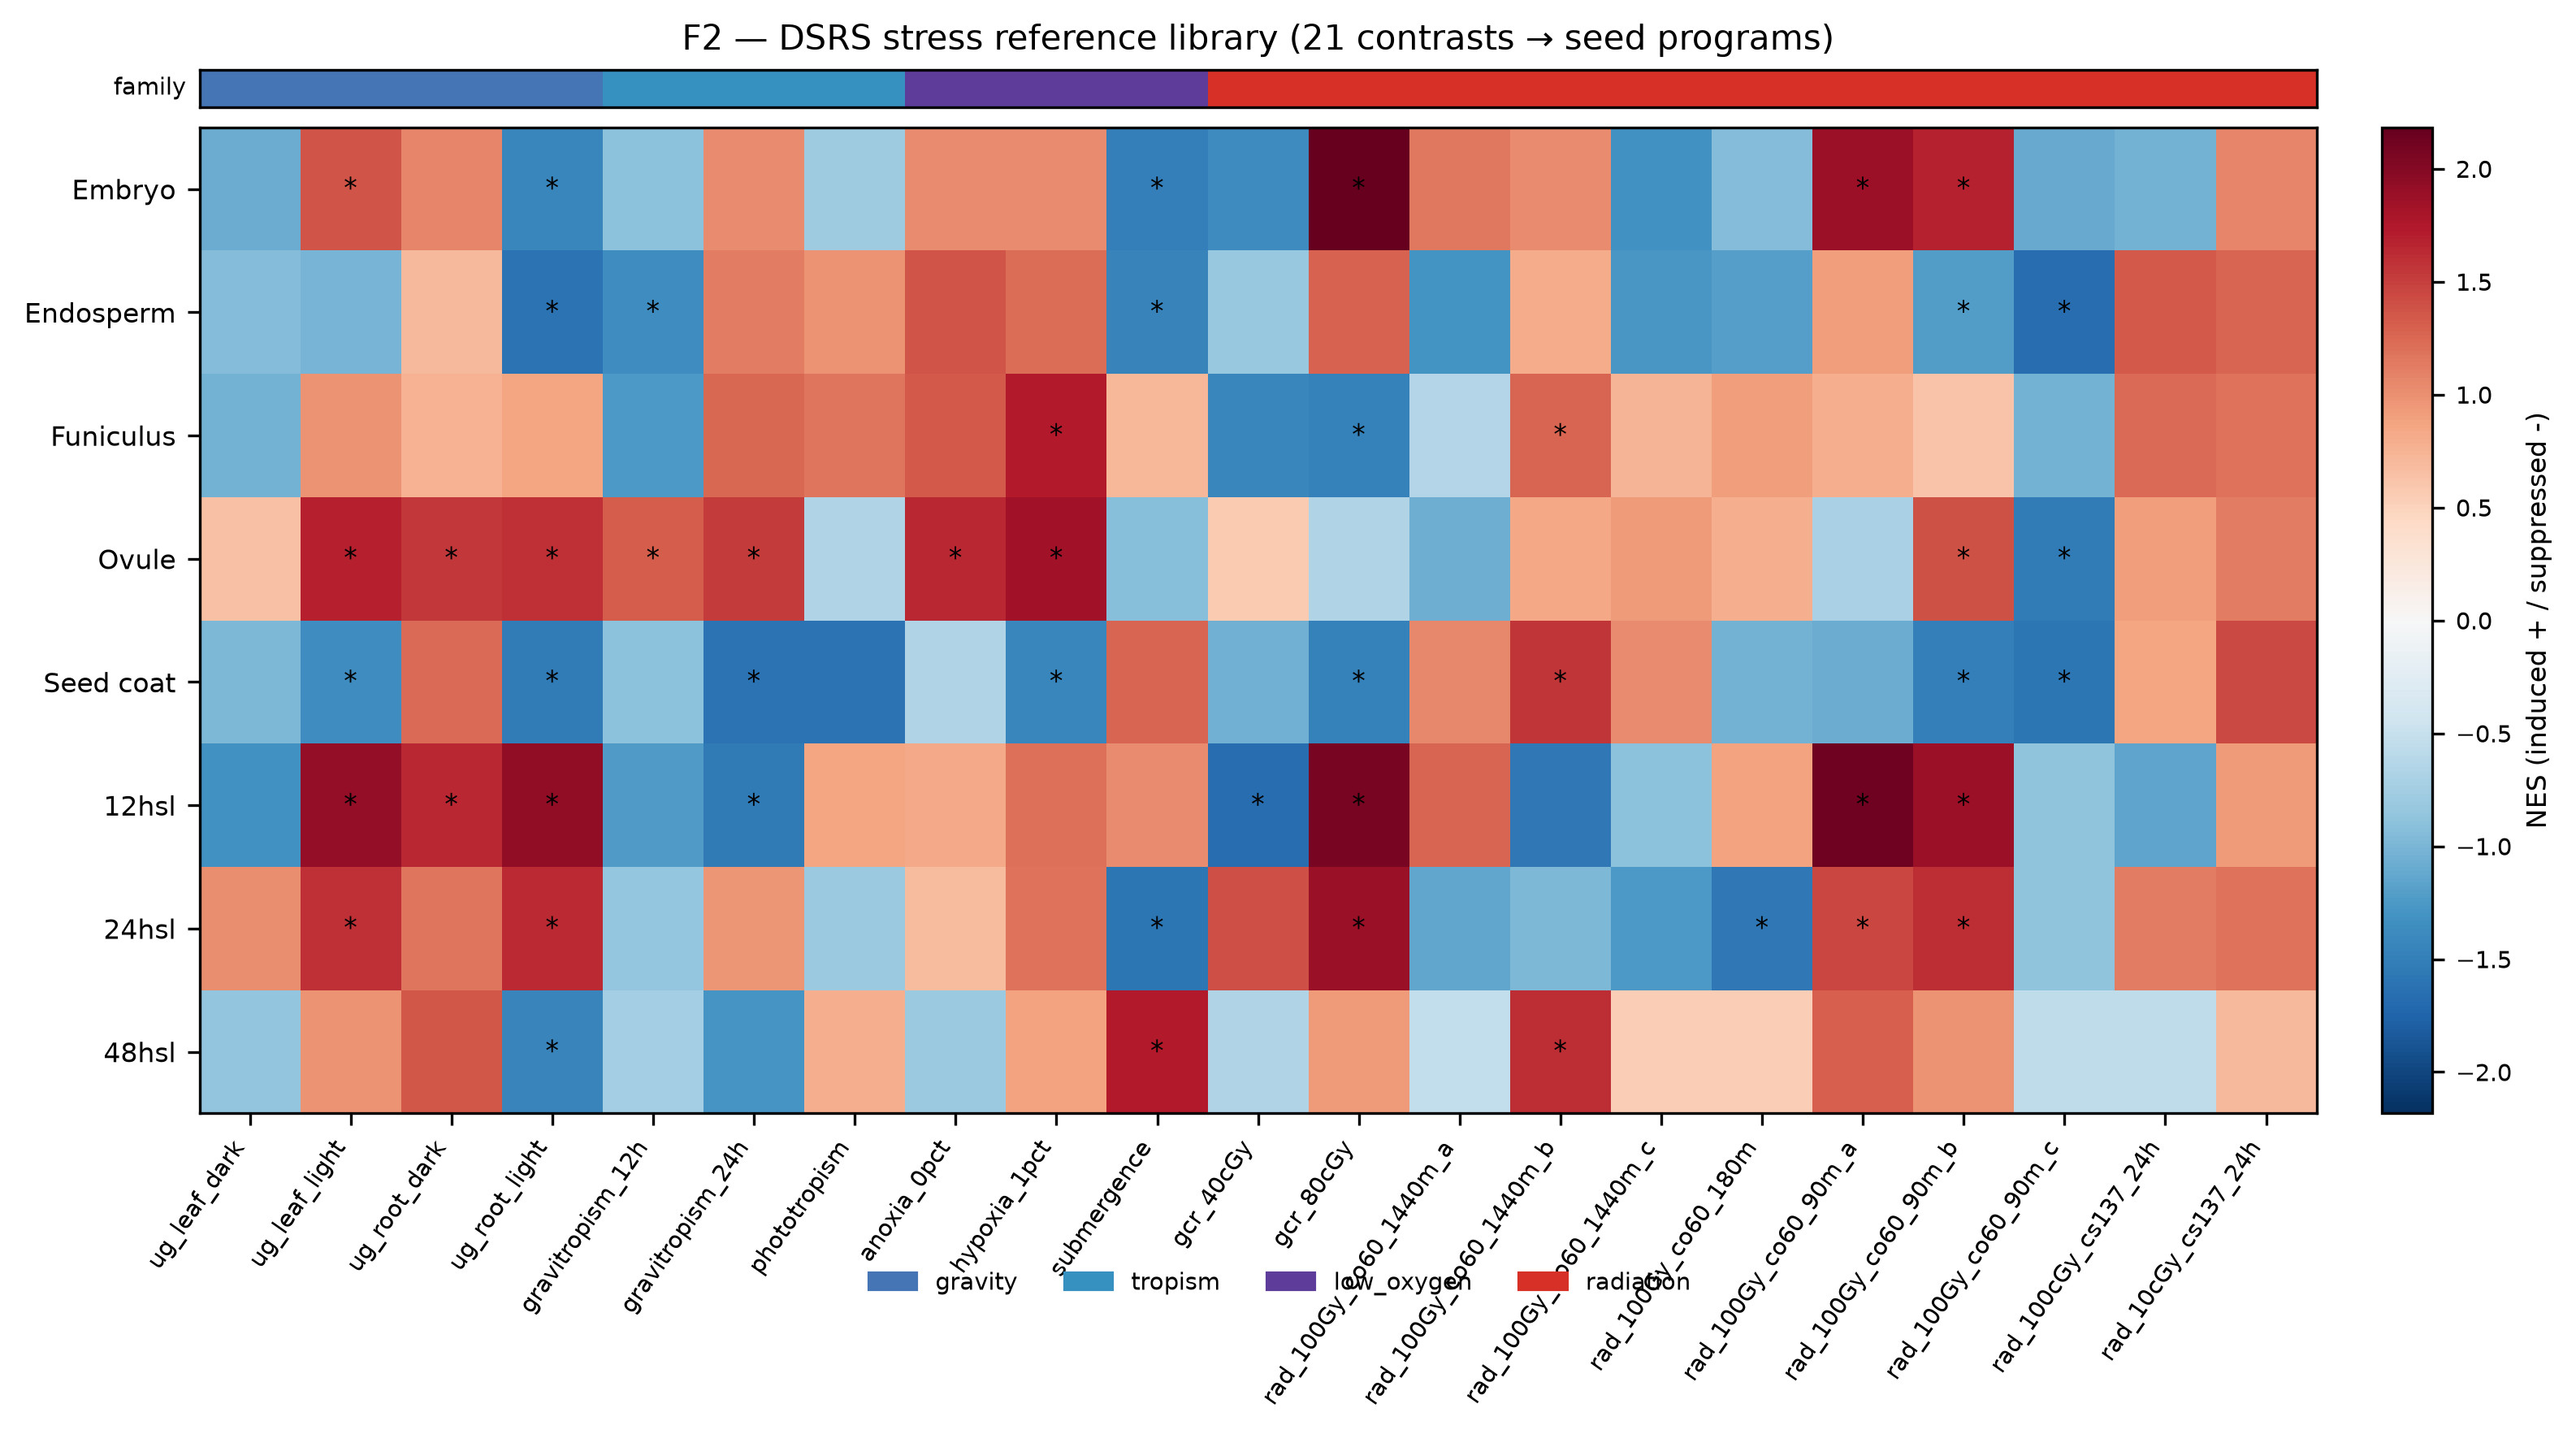 F2 — DSRS stress reference library (21 contrasts → seed programs)
family
Embryo
* * * * * *
Endosperm
* * * * *
Funiculus
* * *
Ovule
* * * * * * * * *
Seed coat
* * * * * * * *
12hsl
* * * * * * * *
24hsl
* * * * * * *
48hsl
* * *
ug_leaf_dark
ug_leaf_light
ug_root_dark
ug_root_light
gravitropism_12h
gravitropism_24h
phototropism
anoxia_0pct
hypoxia_1pct
submergence
gcr_40cGy
gcr_80cGy
rad_100Gy_co60_1440m_a
rad_100Gy_co60_1440m_b
rad_100Gy_co60_1440m_c
rad_100Gy_co60_180m
rad_100Gy_co60_90m_a
rad_100Gy_co60_90m_b
rad_100Gy_co60_90m_c
rad_100cGy_cs137_24h
rad_10cGy_cs137_24h
gravity
tropism
low_oxygen
radiation
2.0
1.5
1.0
0.5
0.0
−0.5
−1.0
−1.5
−2.0
NES (induced + / suppressed -)